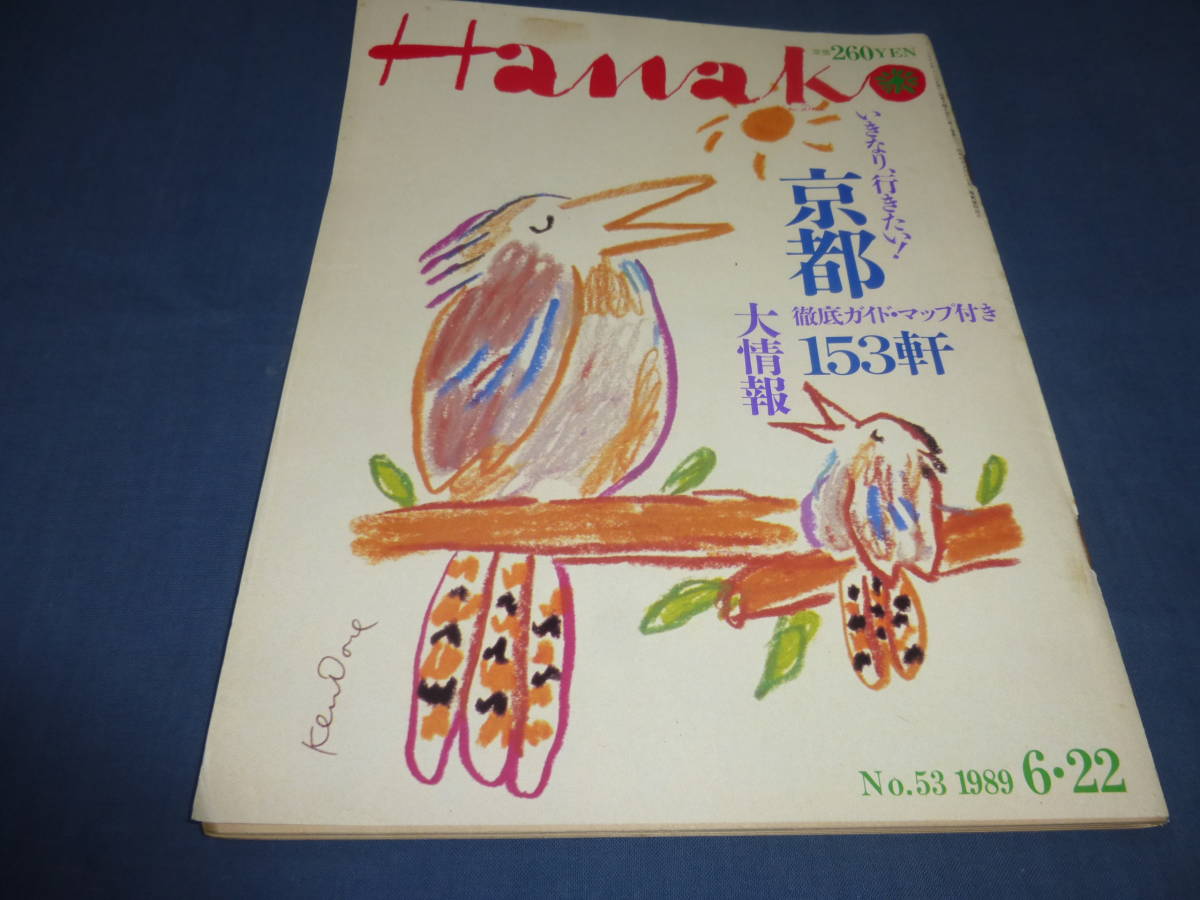 Hanako
定価260YEN
いきなり、行きたい!
京都
徹底ガイド・マップ付き
153軒
大情報
Ken Done
No.53 1989 6・22